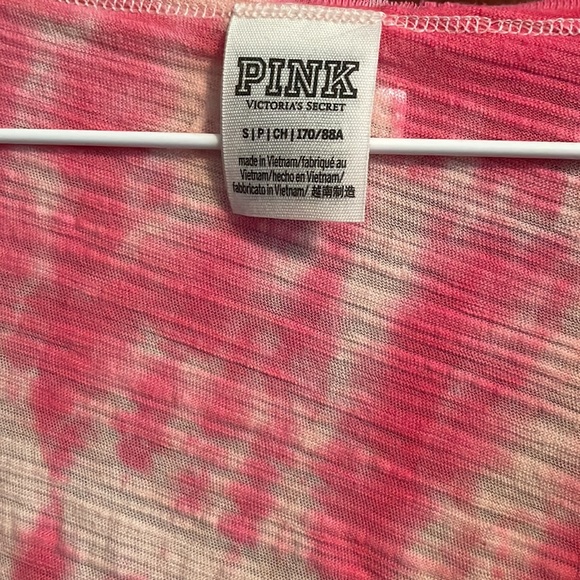 PINK
VICTORIA'S SECRET
S | P | CH | 170/88A
made in Vietnam/fabriqué au
Vietnam/hecho en Vietnam/
fabbricato in Vietnam/ 越南制造